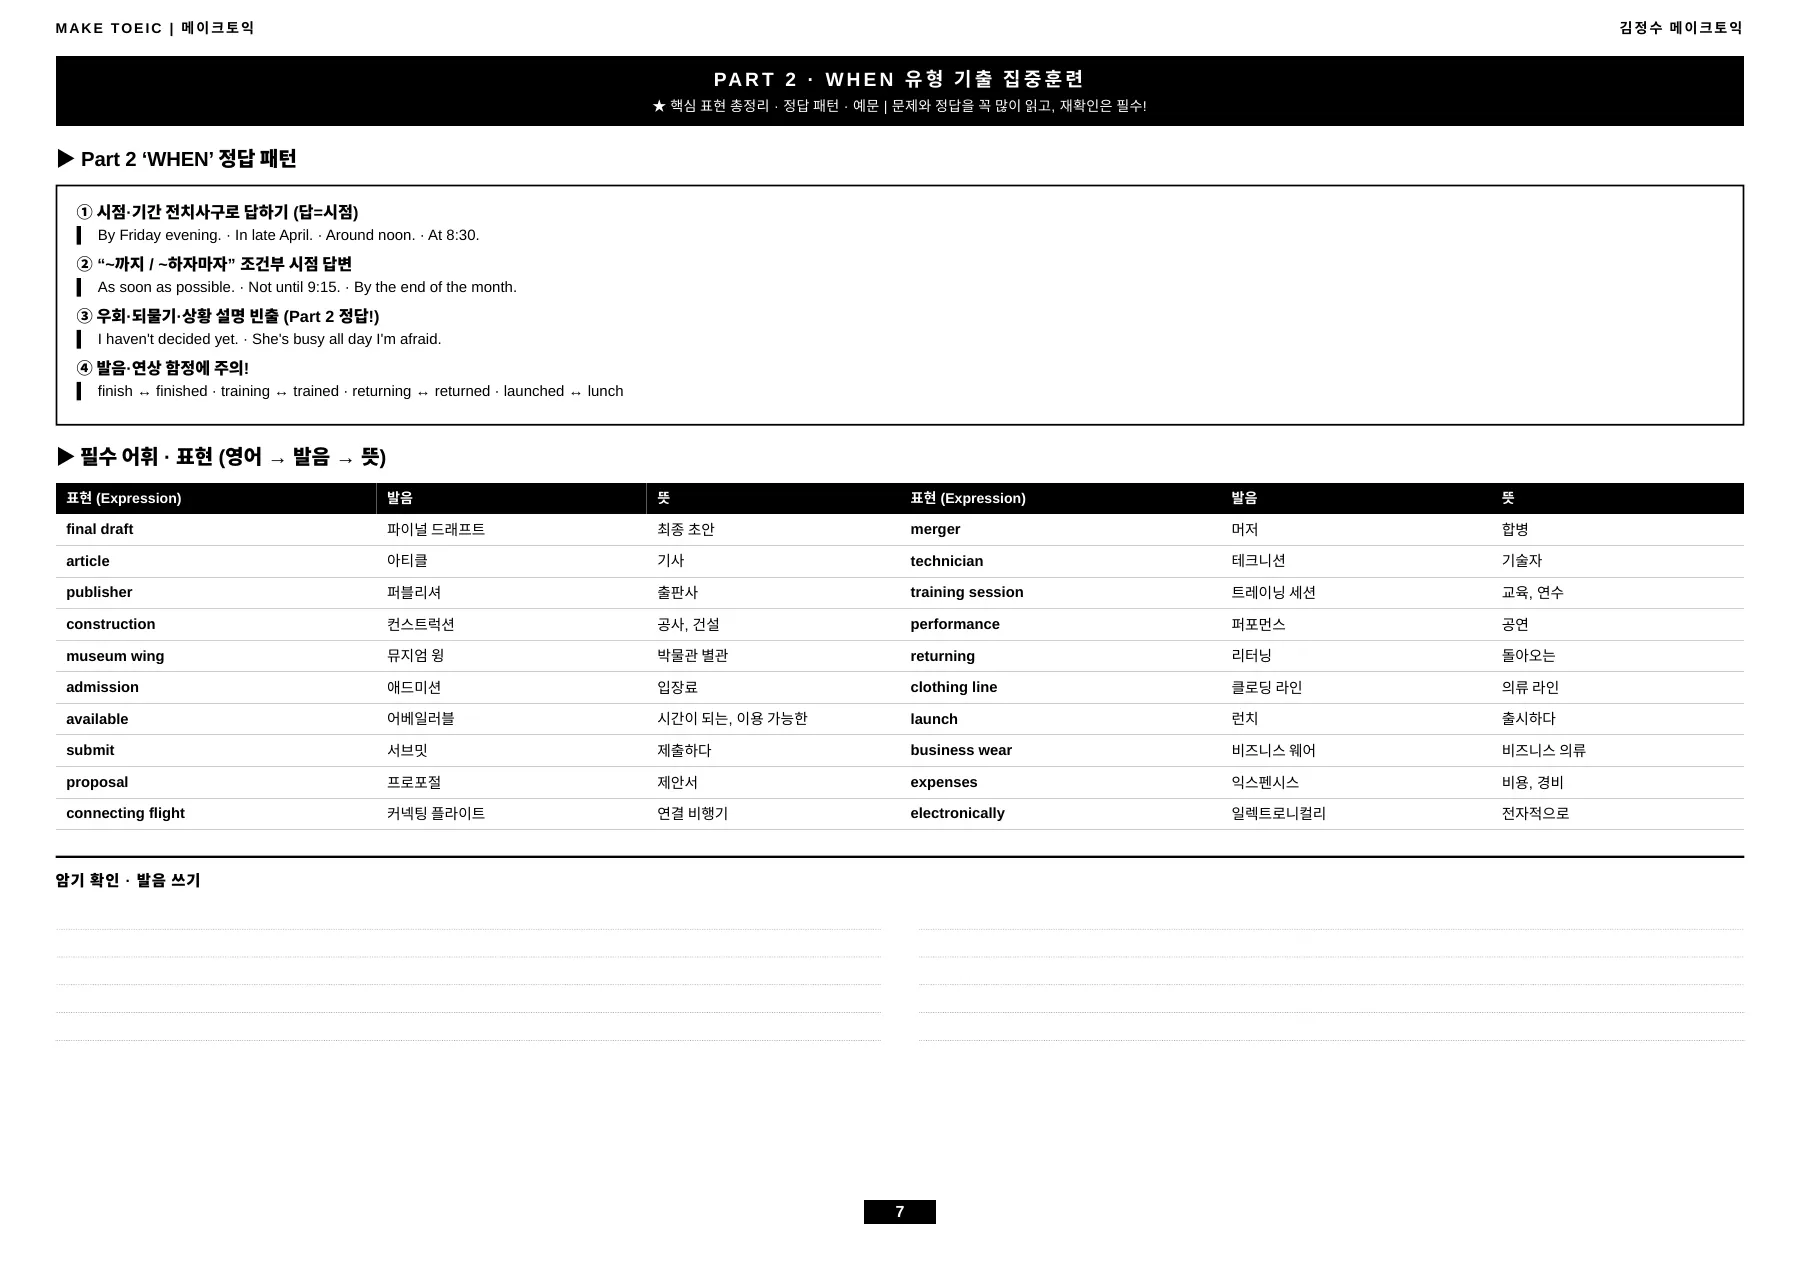 MAKE TOEIC | 메이크토익
김정수 메이크토익
PART 2 · WHEN 유형 기출 집중훈련
★ 핵심 표현 총정리 · 정답 패턴 · 예문 | 문제와 정답을 꼭 많이 읽고, 재확인은 필수!
▶ Part 2 ‘WHEN’ 정답 패턴
① 시점·기간 전치사구로 답하기 (답=시점)
By Friday evening. · In late April. · Around noon. · At 8:30.
② “~까지 / ~하자마자” 조건부 시점 답변
As soon as possible. · Not until 9:15. · By the end of the month.
③ 우회·되물기·상황 설명 빈출 (Part 2 정답!)
I haven’t decided yet. · She’s busy all day I’m afraid.
④ 발음·연상 함정에 주의!
finish ↔ finished · training ↔ trained · returning ↔ returned · launched ↔ lunch
▶ 필수 어휘 · 표현 (영어 → 발음 → 뜻)
표현 (Expression) 발음 뜻 표현 (Expression) 발음 뜻
final draft 파이널 드래프트 최종 초안 merger 머저 합병
article 아티클 기사 technician 테크니션 기술자
publisher 퍼블리셔 출판사 training session 트레이닝 세션 교육, 연수
construction 컨스트럭션 공사, 건설 performance 퍼포먼스 공연
museum wing 뮤지엄 윙 박물관 별관 returning 리터닝 돌아오는
admission 애드미션 입장료 clothing line 클로딩 라인 의류 라인
available 어베일러블 시간이 되는, 이용 가능한 launch 런치 출시하다
submit 서브밋 제출하다 business wear 비즈니스 웨어 비즈니스 의류
proposal 프로포절 제안서 expenses 익스펜시스 비용, 경비
connecting flight 커넥팅 플라이트 연결 비행기 electronically 일렉트로니컬리 전자적으로
암기 확인 · 발음 쓰기
7